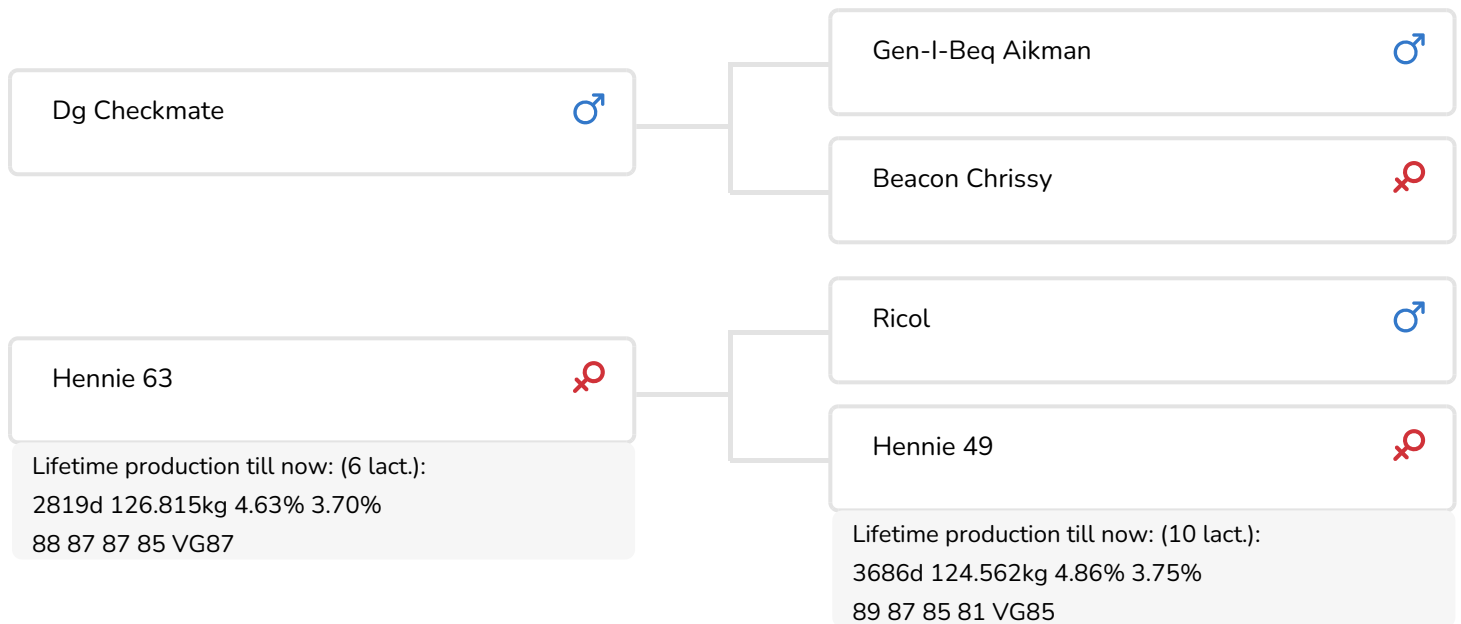 Gen-I-Beq Aikman
Dg Checkmate
Beacon Chrissy
Ricol
Hennie 63
Hennie 49
Lifetime production till now: (6 lact.):
2819d 126.815kg 4.63% 3.70%
88 87 87 85 VG87
Lifetime production till now: (10 lact.):
3686d 124.562kg 4.86% 3.75%
89 87 85 81 VG85